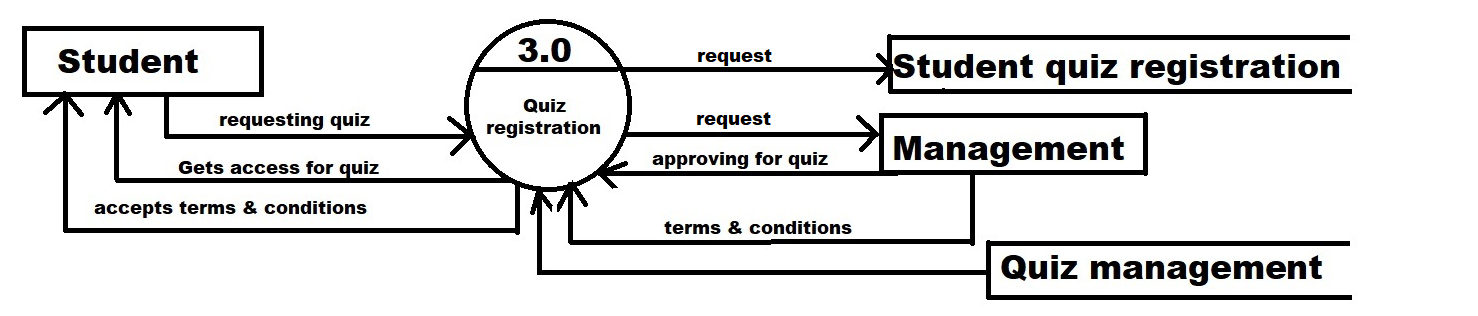 Student
3.0
request
Student quiz registration
Quiz
registration
requesting quiz
request
Management
approving for quiz
Gets access for quiz
accepts terms & conditions
terms & conditions
Quiz management